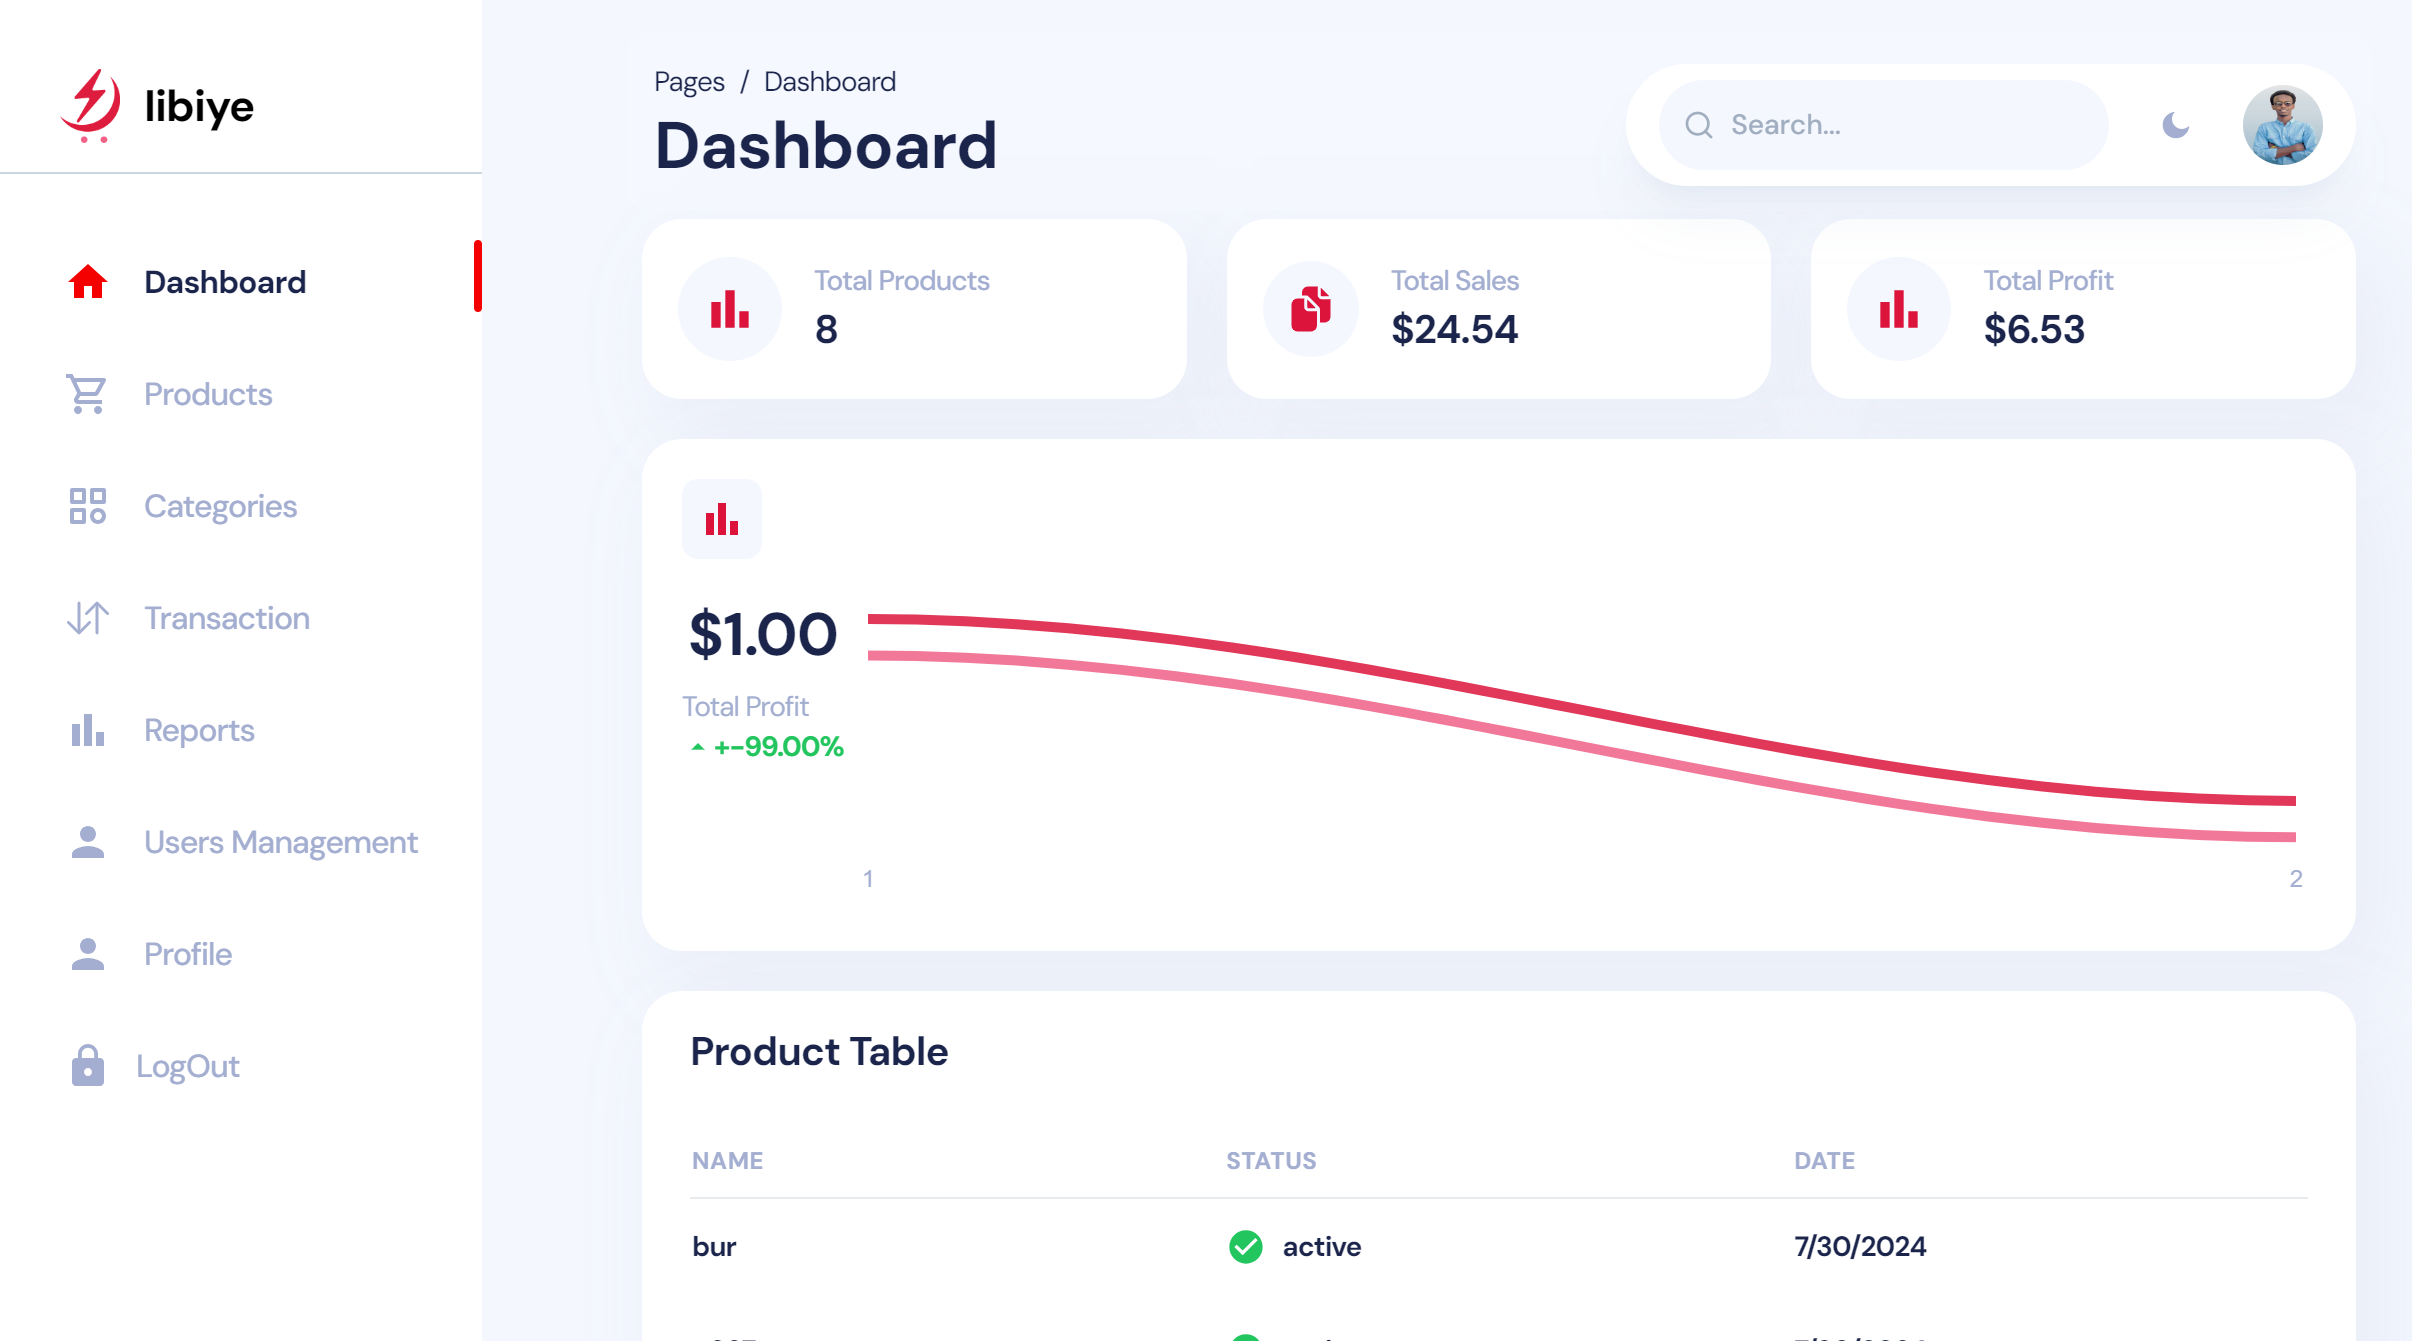 libiye
Dashboard
Products
Categories
Transaction
Reports
Users Management
Profile
LogOut
Pages / Dashboard
Dashboard
Search...
Total Products
8
Total Sales
$24.54
Total Profit
$6.53
$1.00
Total Profit
+-99.00%
1
2
Product Table
NAME STATUS DATE
bur active 7/30/2024